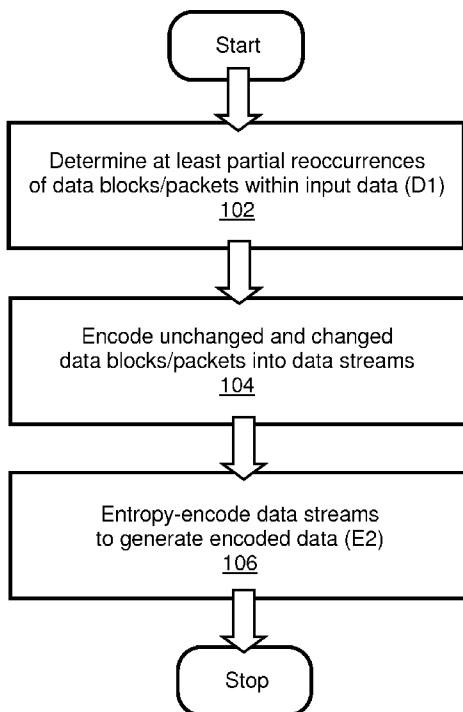 Start
Determine at least partial reoccurrences
of data blocks/packets within input data (D1)
102
Encode unchanged and changed
data blocks/packets into data streams
104
Entropy-encode data streams
to generate encoded data (E2)
106
Stop